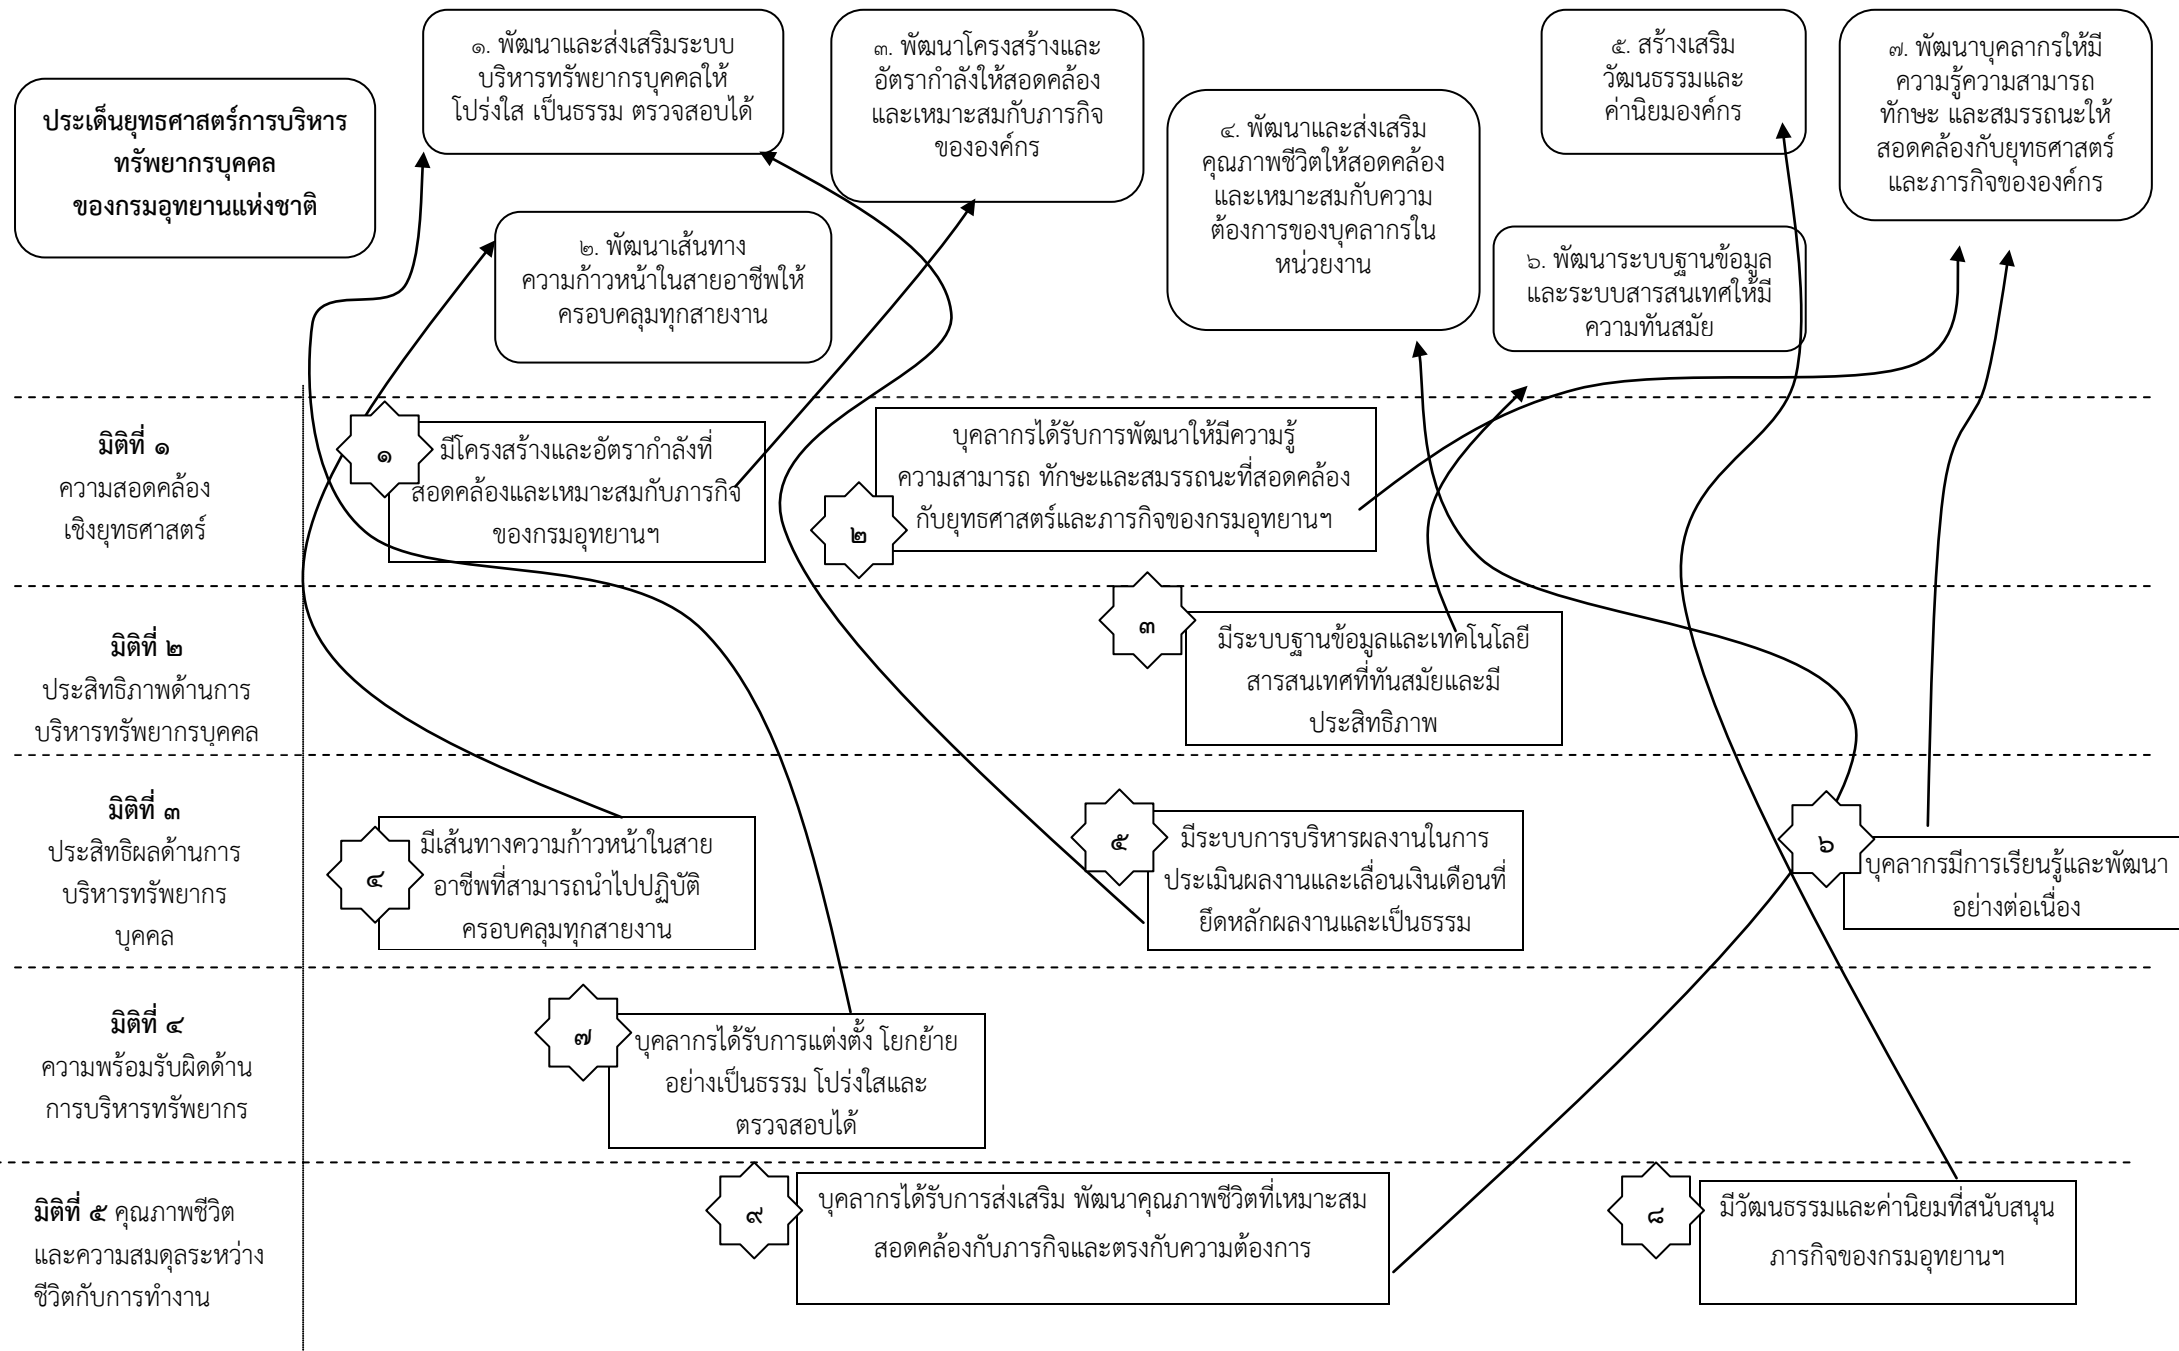 ประเด็นยุทธศาสตร์การบริหาร
ทรัพยากรบุคคล
ของกรมอุทยานแห่งชาติ
๑. พัฒนาและส่งเสริมระบบ
บริหารทรัพยากรบุคคลให้
โปร่งใส เป็นธรรม ตรวจสอบได้
๒. พัฒนาเส้นทาง
ความก้าวหน้าในสายอาชีพให้
ครอบคลุมทุกสายงาน
๓. พัฒนาโครงสร้างและ
อัตรากำลังให้สอดคล้อง
และเหมาะสมกับภารกิจ
ขององค์กร
๔. พัฒนาและส่งเสริม
คุณภาพชีวิตให้สอดคล้อง
และเหมาะสมกับความ
ต้องการของบุคลากรใน
หน่วยงาน
๕. สร้างเสริม
วัฒนธรรมและ
ค่านิยมองค์กร
๖. พัฒนาระบบฐานข้อมูล
และระบบสารสนเทศให้มี
ความทันสมัย
๗. พัฒนาบุคลากรให้มี
ความรู้ความสามารถ
ทักษะ และสมรรถนะให้
สอดคล้องกับยุทธศาสตร์
และภารกิจขององค์กร
มิติที่ ๑
ความสอดคล้อง
เชิงยุทธศาสตร์
๑
มีโครงสร้างและอัตรากำลังที่
สอดคล้องและเหมาะสมกับภารกิจ
ของกรมอุทยานฯ
๒
บุคลากรได้รับการพัฒนาให้มีความรู้
ความสามารถ ทักษะและสมรรถนะที่สอดคล้อง
กับยุทธศาสตร์และภารกิจของกรมอุทยานฯ
มิติที่ ๒
ประสิทธิภาพด้านการ
บริหารทรัพยากรบุคคล
๓
มีระบบฐานข้อมูลและเทคโนโลยี
สารสนเทศที่ทันสมัยและมี
ประสิทธิภาพ
มิติที่ ๓
ประสิทธิผลด้านการ
บริหารทรัพยากร
บุคคล
๔
มีเส้นทางความก้าวหน้าในสาย
อาชีพที่สามารถนำไปปฏิบัติ
ครอบคลุมทุกสายงาน
๕
มีระบบการบริหารผลงานในการ
ประเมินผลงานและเลื่อนเงินเดือนที่
ยึดหลักผลงานและเป็นธรรม
๖
บุคลากรมีการเรียนรู้และพัฒนา
อย่างต่อเนื่อง
มิติที่ ๔
ความพร้อมรับผิดด้าน
การบริหารทรัพยากร
๗
บุคลากรได้รับการแต่งตั้ง โยกย้าย
อย่างเป็นธรรม โปร่งใสและ
ตรวจสอบได้
มิติที่ ๕ คุณภาพชีวิต
และความสมดุลระหว่าง
ชีวิตกับการทำงาน
๙
บุคลากรได้รับการส่งเสริม พัฒนาคุณภาพชีวิตที่เหมาะสม
สอดคล้องกับภารกิจและตรงกับความต้องการ
๘
มีวัฒนธรรมและค่านิยมที่สนับสนุน
ภารกิจของกรมอุทยานฯ